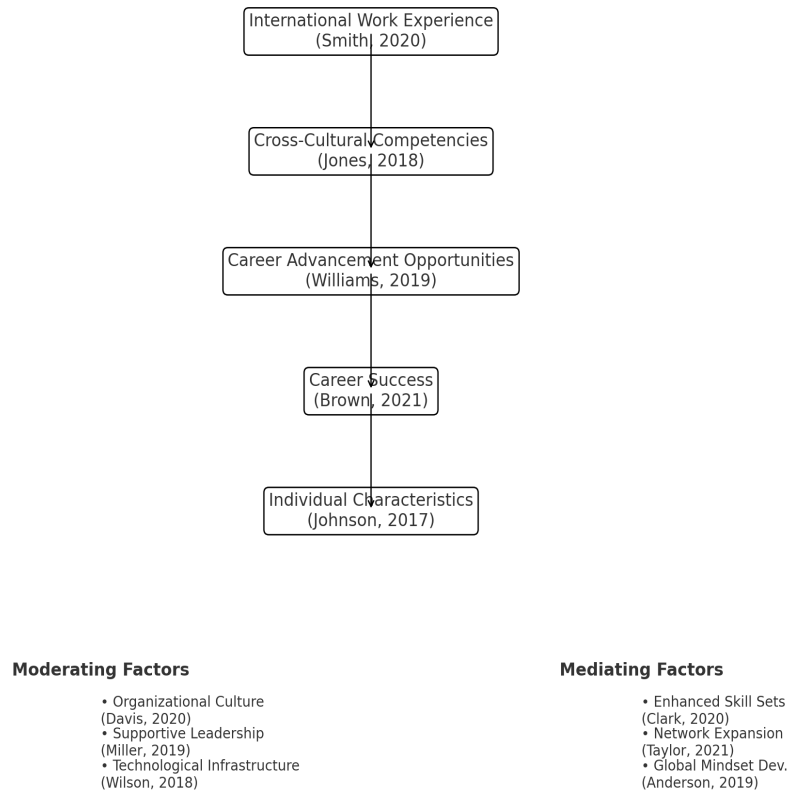 International Work Experience
(Smith, 2020)
Cross-Cultural Competencies
(Jones, 2018)
Career Advancement Opportunities
(Williams, 2019)
Career Success
(Brown, 2021)
Individual Characteristics
(Johnson, 2017)
Moderating Factors
• Organizational Culture
(Davis, 2020)
• Supportive Leadership
(Miller, 2019)
• Technological Infrastructure
(Wilson, 2018)
Mediating Factors
• Enhanced Skill Sets
(Clark, 2020)
• Network Expansion
(Taylor, 2021)
• Global Mindset Dev.
(Anderson, 2019)